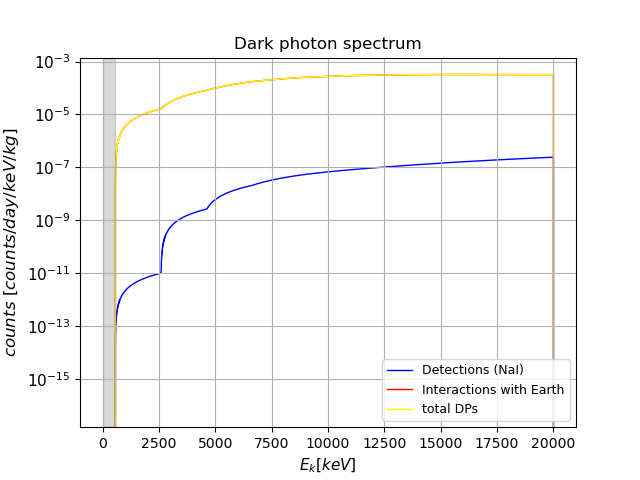 Dark photon spectrum
counts [counts/day/keV/kg]
10⁻³
10⁻⁵
10⁻⁷
10⁻⁹
10⁻¹¹
10⁻¹³
10⁻¹⁵
Detections (NaI)
Interactions with Earth
total DPs
0 2500 5000 7500 10000 12500 15000 17500 20000
Eₖ[keV]